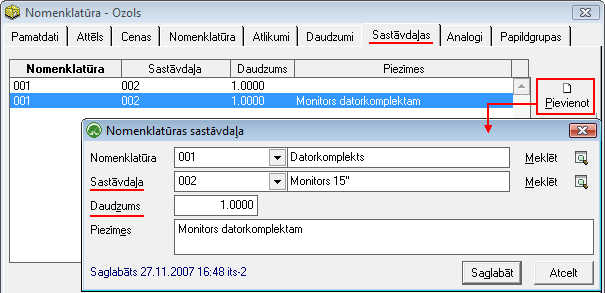 Nomenklatūra - Ozols
Pamatdati Attēls Cenas Nomenklatūra Atlikumi Daudzumi Sastāvdaļas Analogi Papildgrupas
Nomenklatūra Sastāvdaļa Daudzums Piezīmes
001 002 1.0000
001 002 1.0000 Monitors datorkomplektam
Pievienot
Nomenklatūras sastāvdaļa
Nomenklatūra 001 Datorkomplekts Meklēt
Sastāvdaļa 002 Monitors 15"
Meklēt
Daudzums 1.0000
Piezīmes Monitors datorkomplektam
Saglabāts 27.11.2007 16:48 its-2 Saglabāt Atcelt